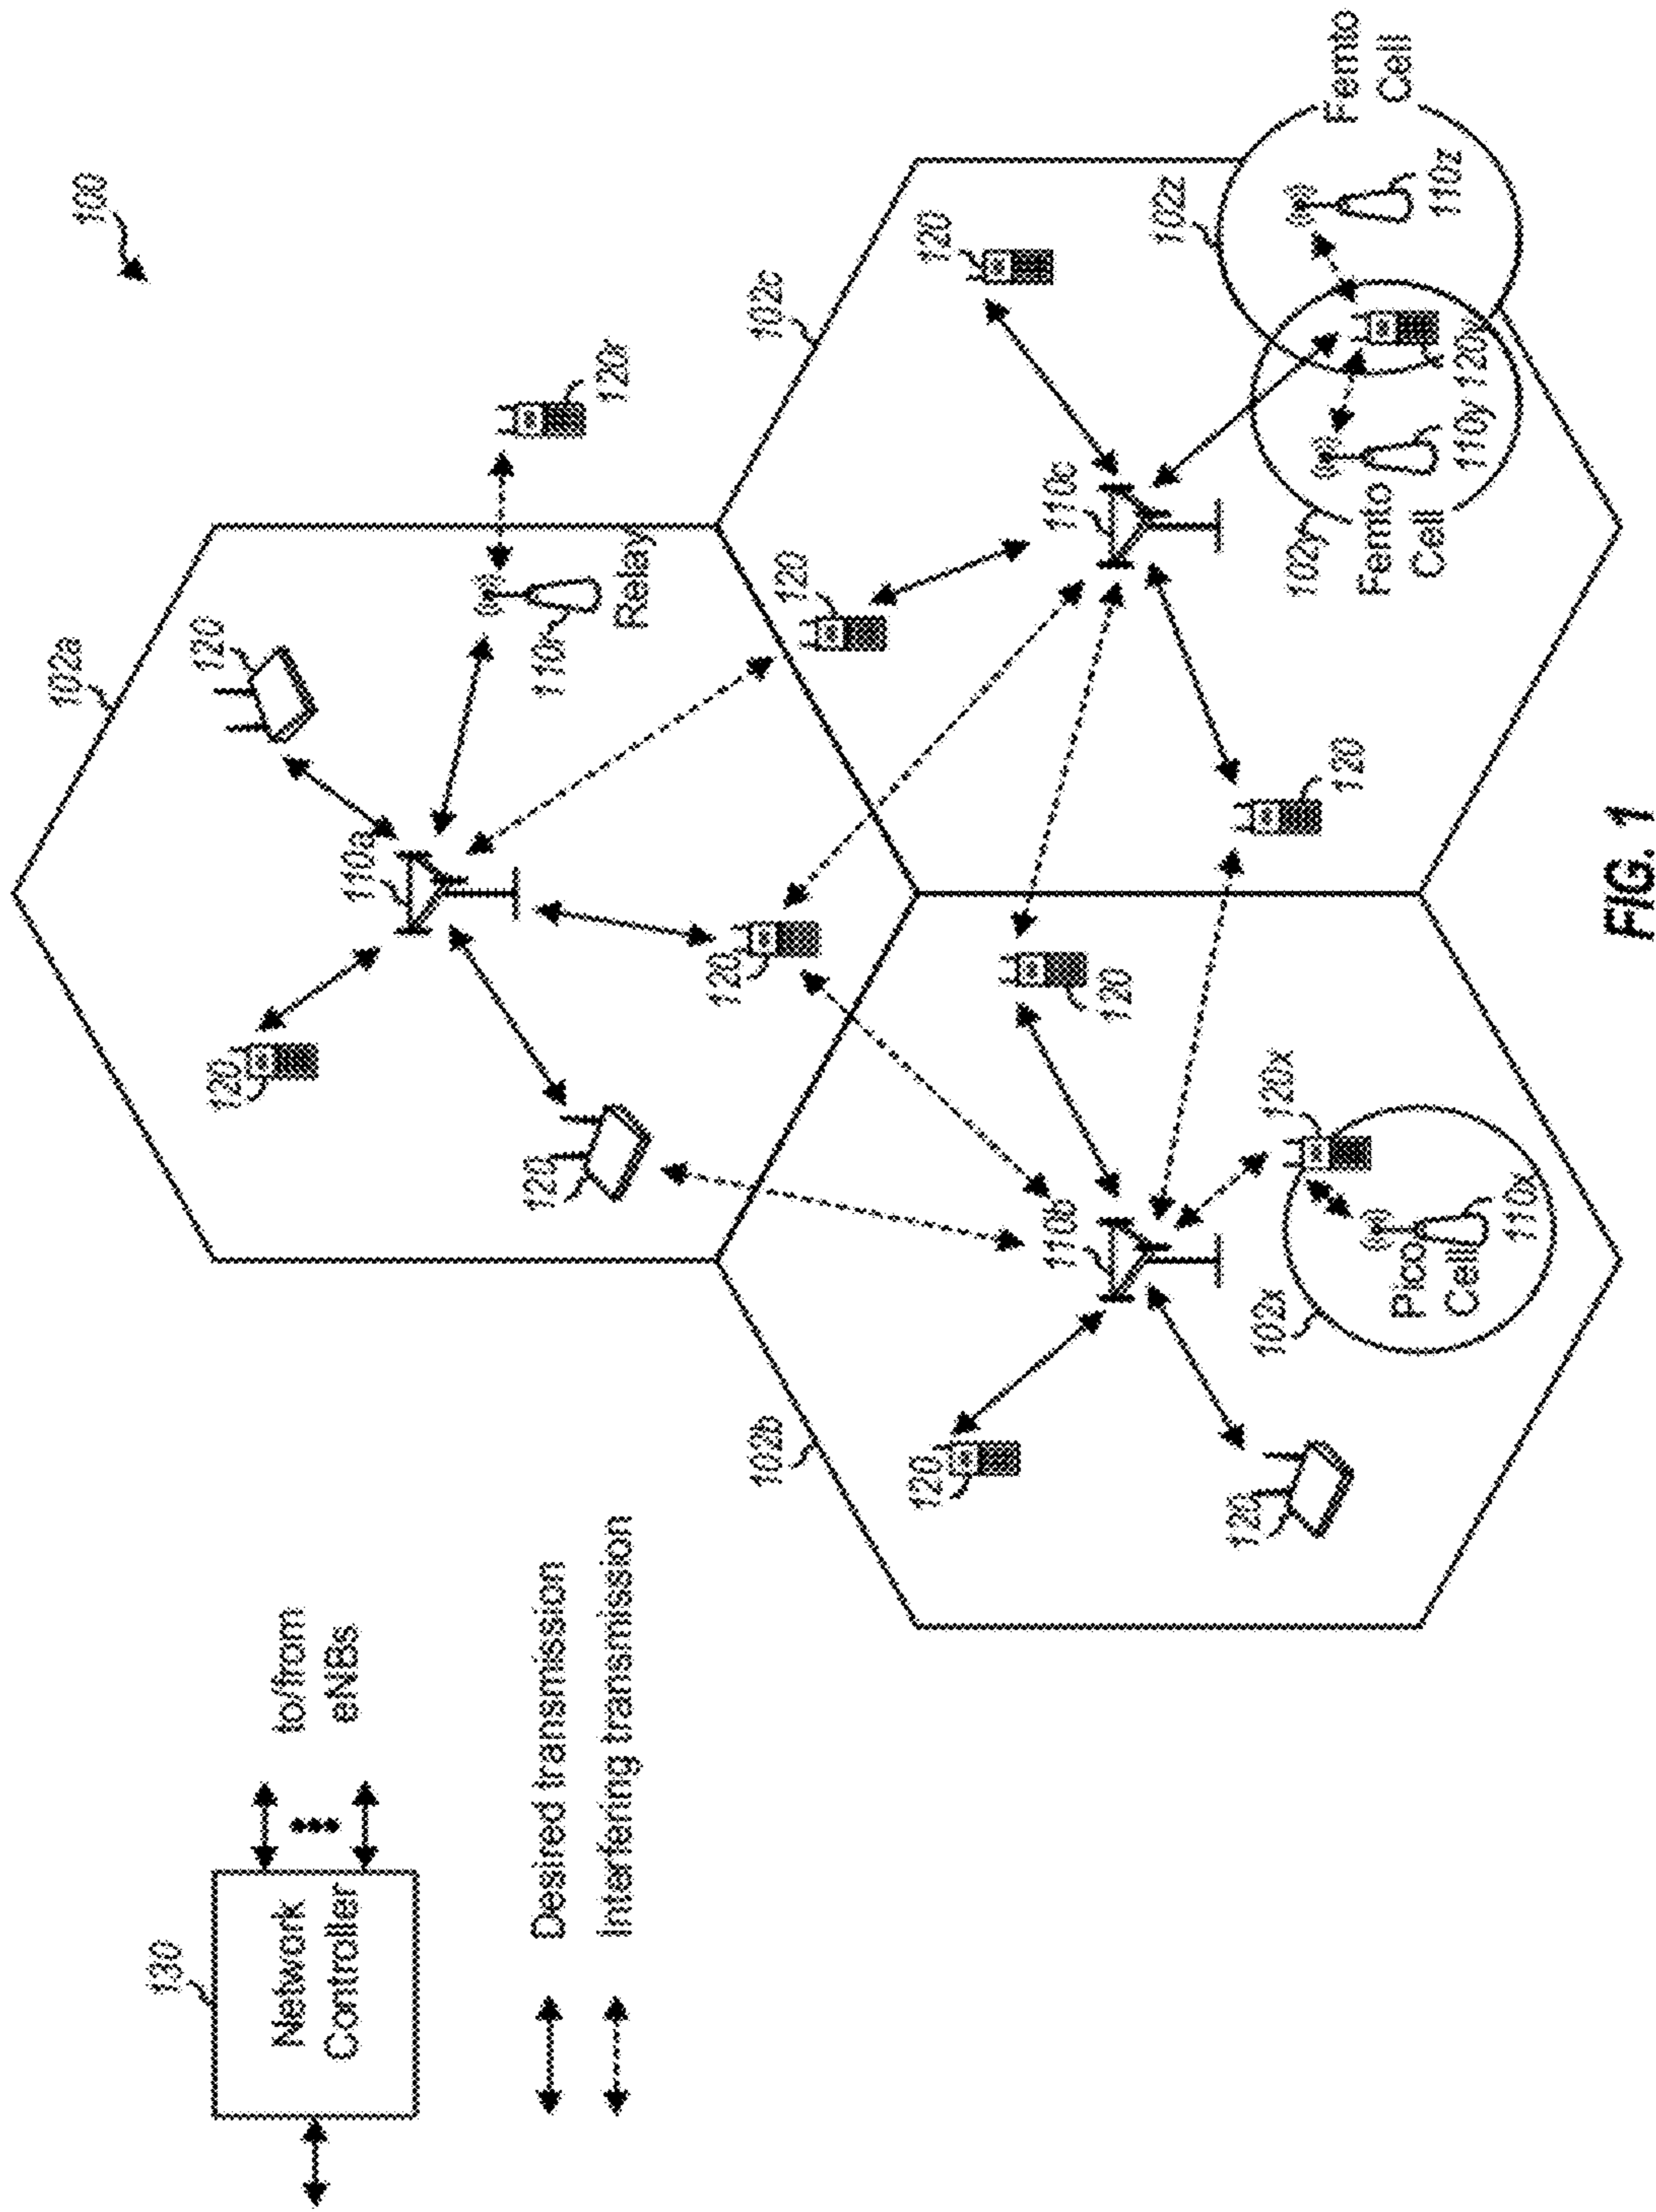 100
130
Network
Controller
to/from
eNBs
Desired transmission
Interfering transmission
102a
120
120
110a
120
120
110r
Relay
120r
120
102b
120
120
110b
120
120x
102x
Pico
Cell
110x
102c
120
120
110c
120
102y
Femto
Cell
110y
120y
102z
110z
Femto
Cell
FIG. 1